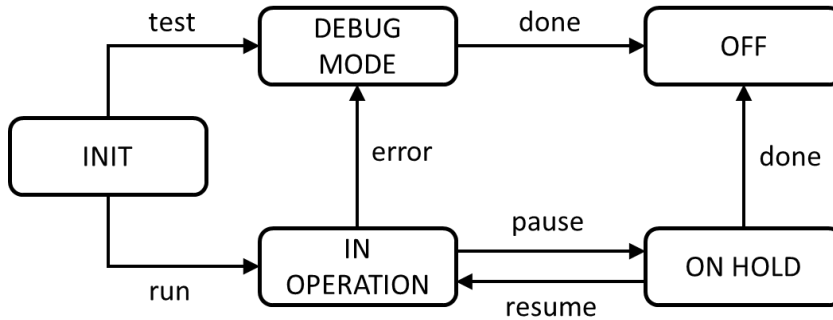 test
DEBUG
MODE
done
OFF
INIT
error
done
run
IN
OPERATION
pause
resume
ON HOLD